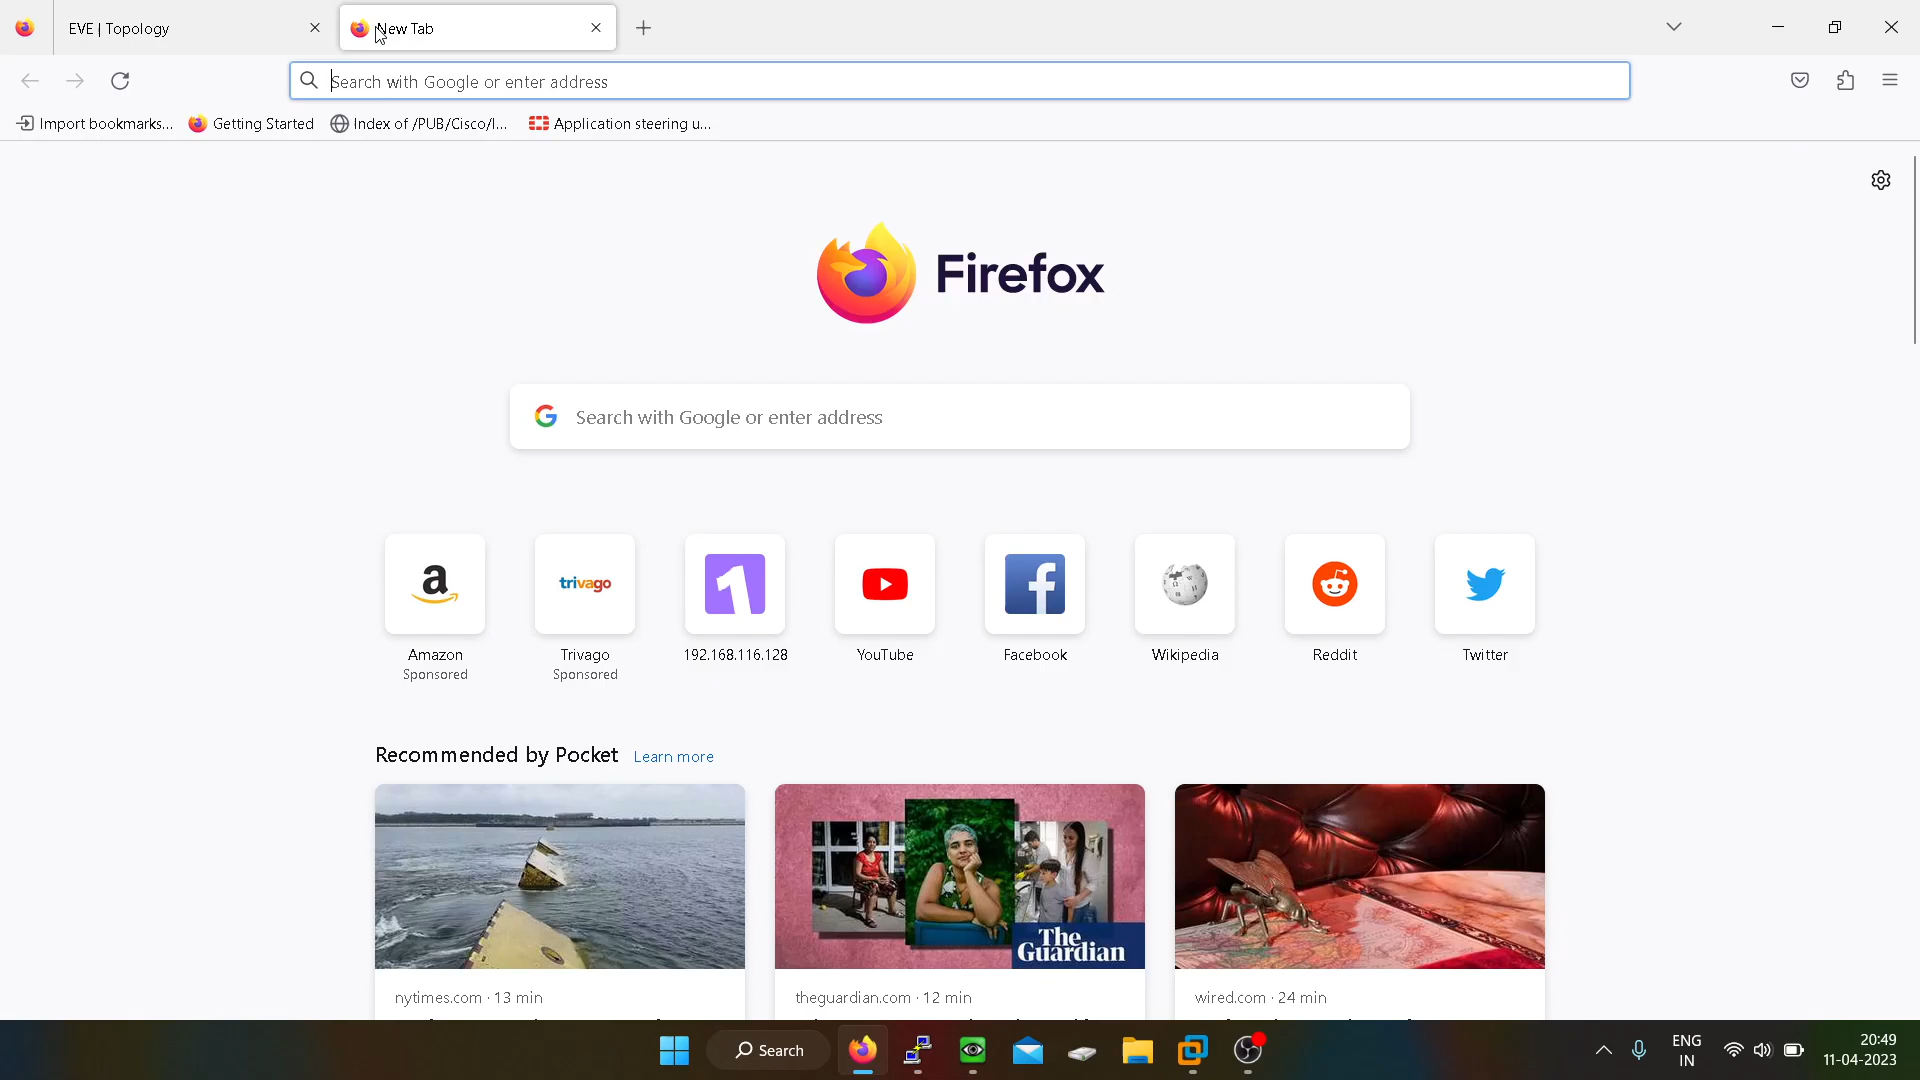 EVE | Topology
New Tab
Search with Google or enter address
Import bookmarks...
Getting Started
Index of /PUB/Cisco/I...
Application steering u...
Firefox
Search with Google or enter address
a
trivago
1
Amazon
Sponsored
Trivago
Sponsored
192.168.116.128
YouTube
Facebook
Wikipedia
Reddit
Twitter
Recommended by Pocket Learn more
The
Guardian
nytimes.com · 13 min
theguardian.com · 12 min
wired.com · 24 min
Search
ENG
IN
20:49
11-04-2023